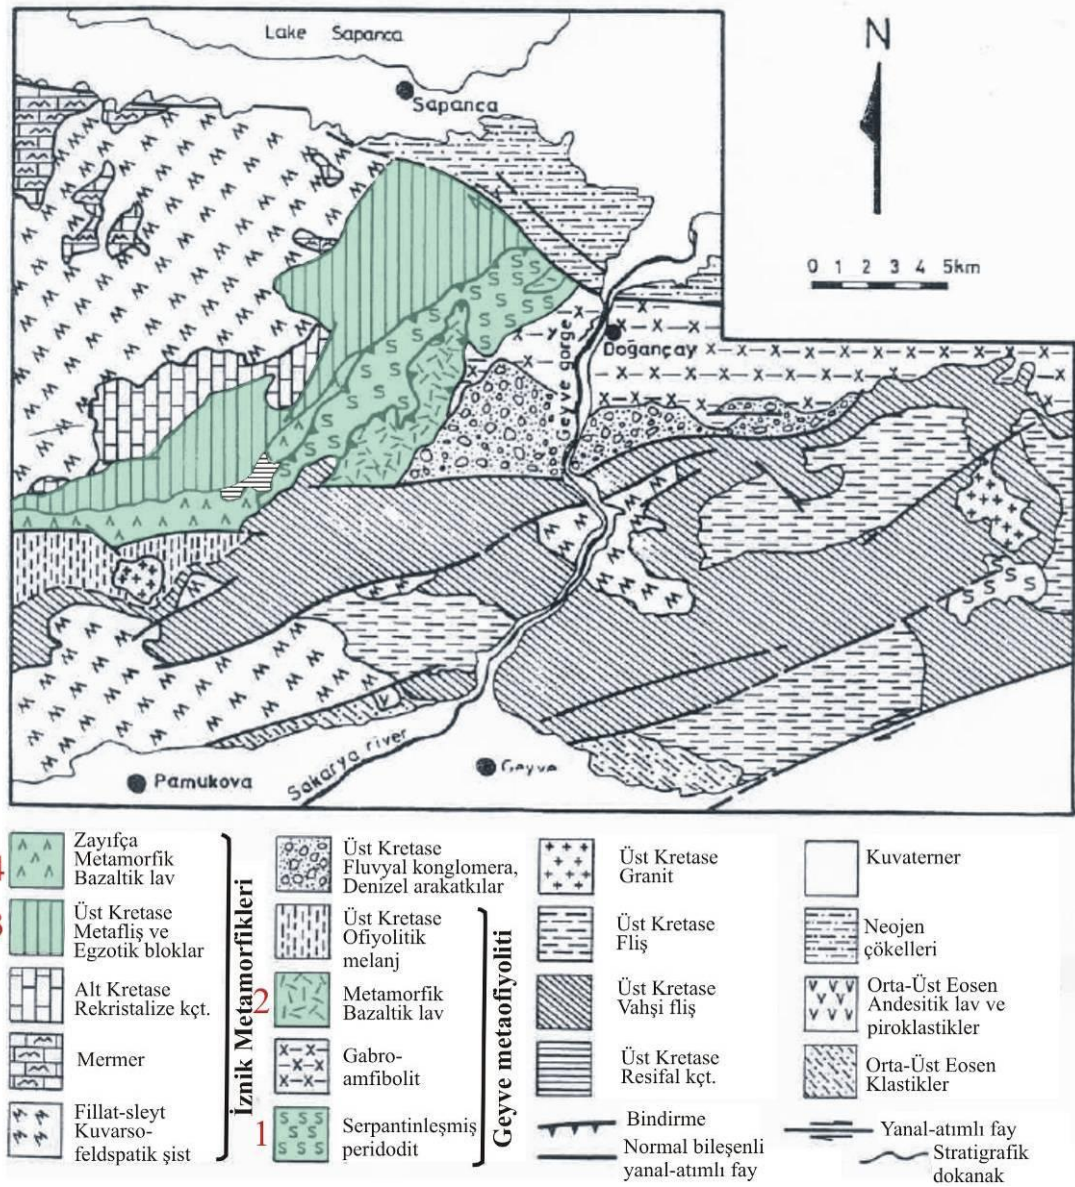 Lake Sapanca
Sapanca
N
0 1 2 3 4 5km
Geyve gorge
Doğançay
Sakarya river
Pamukova
Geyve
Zayıfça
Metamorfik
Bazaltik lav
Üst Kretase
Metafliş ve
Egzotik bloklar
Alt Kretase
Rekristalize kçt.
Mermer
Fillat-sleyt
Kuvarso-
feldspatik şist
İznik Metamorfikleri
Üst Kretase
Fluvyal konglomera,
Denizel arakatkılar
Üst Kretase
Ofiyolitik
melanj
2
Metamorfik
Bazaltik lav
Gabro-
amfibolit
1
Serpantinleşmiş
peridodit
Geyve metaofiyoliti
Üst Kretase
Granit
Üst Kretase
Fliş
Üst Kretase
Vahşi fliş
Üst Kretase
Resifal kçt.
Bindirme
Normal bileşenli
yanal-atımlı fay
Kuvaterner
Neojen
çökelleri
Orta-Üst Eosen
Andesitik lav ve
piroklastikler
Orta-Üst Eosen
Klastikler
Yanal-atımlı fay
Stratigrafik
dokanak